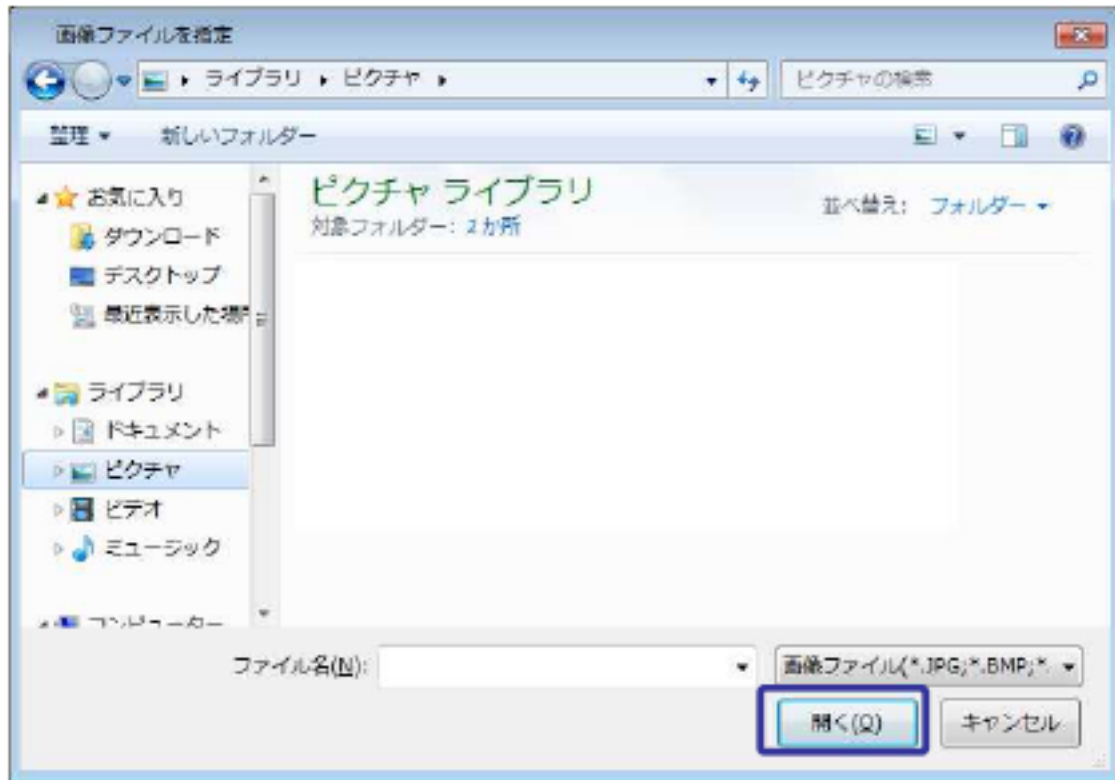 画像ファイルを指定
ライブラリ ▸ ピクチャ ▸
ピクチャの検索
整理
新しいフォルダー
お気に入り
ダウンロード
デスクトップ
最近表示した場所
ライブラリ
ドキュメント
ピクチャ
ビデオ
ミュージック
コンピューター
ピクチャ ライブラリ
対象フォルダー: 2 か所
並べ替え: フォルダー
ファイル名(N):
画像ファイル(*.JPG;*.BMP;*.
開く(O)
キャンセル